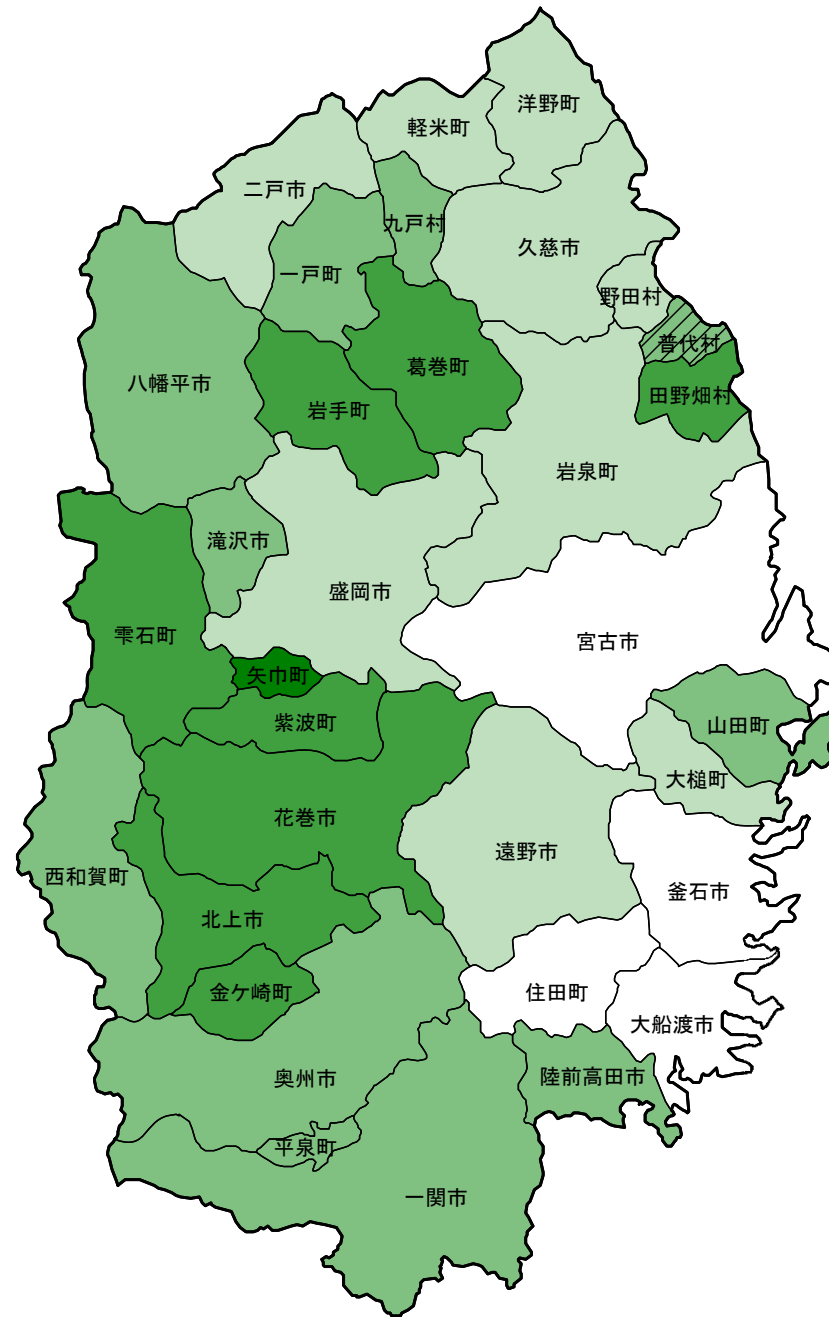 洋野町
軽米町
二戸市
九戸村
久慈市
一戸町
野田村
普代村
葛巻町
八幡平市
田野畑村
岩手町
岩泉町
滝沢市
盛岡市
雫石町
宮古市
矢巾町
紫波町
山田町
大槌町
花巻市
遠野市
西和賀町
釜石市
北上市
金ケ崎町
住田町
大船渡市
奥州市
陸前高田市
平泉町
一関市